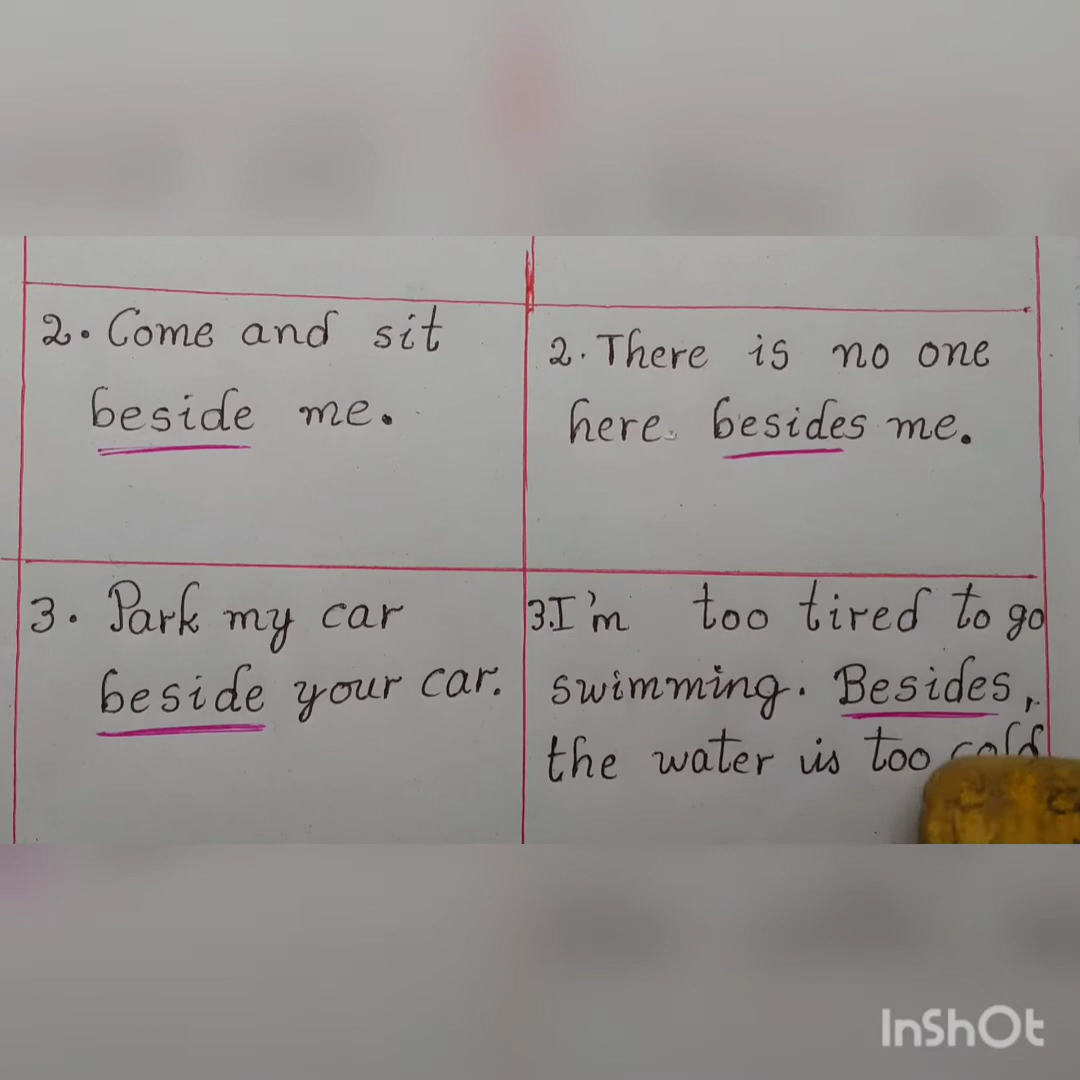 2. Come and sit
beside me.
2. There is no one
here besides me.
3. Park my car
beside your car.
3. I'm too tired to go
swimming. Besides,
the water is too cold
InShOt